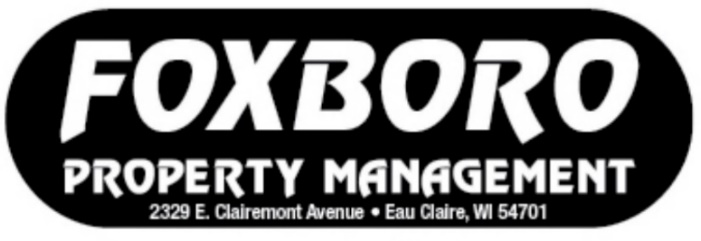 FOXBORO
PROPERTY MANAGEMENT
2329 E. Clairemont Avenue • Eau Claire, WI 54701